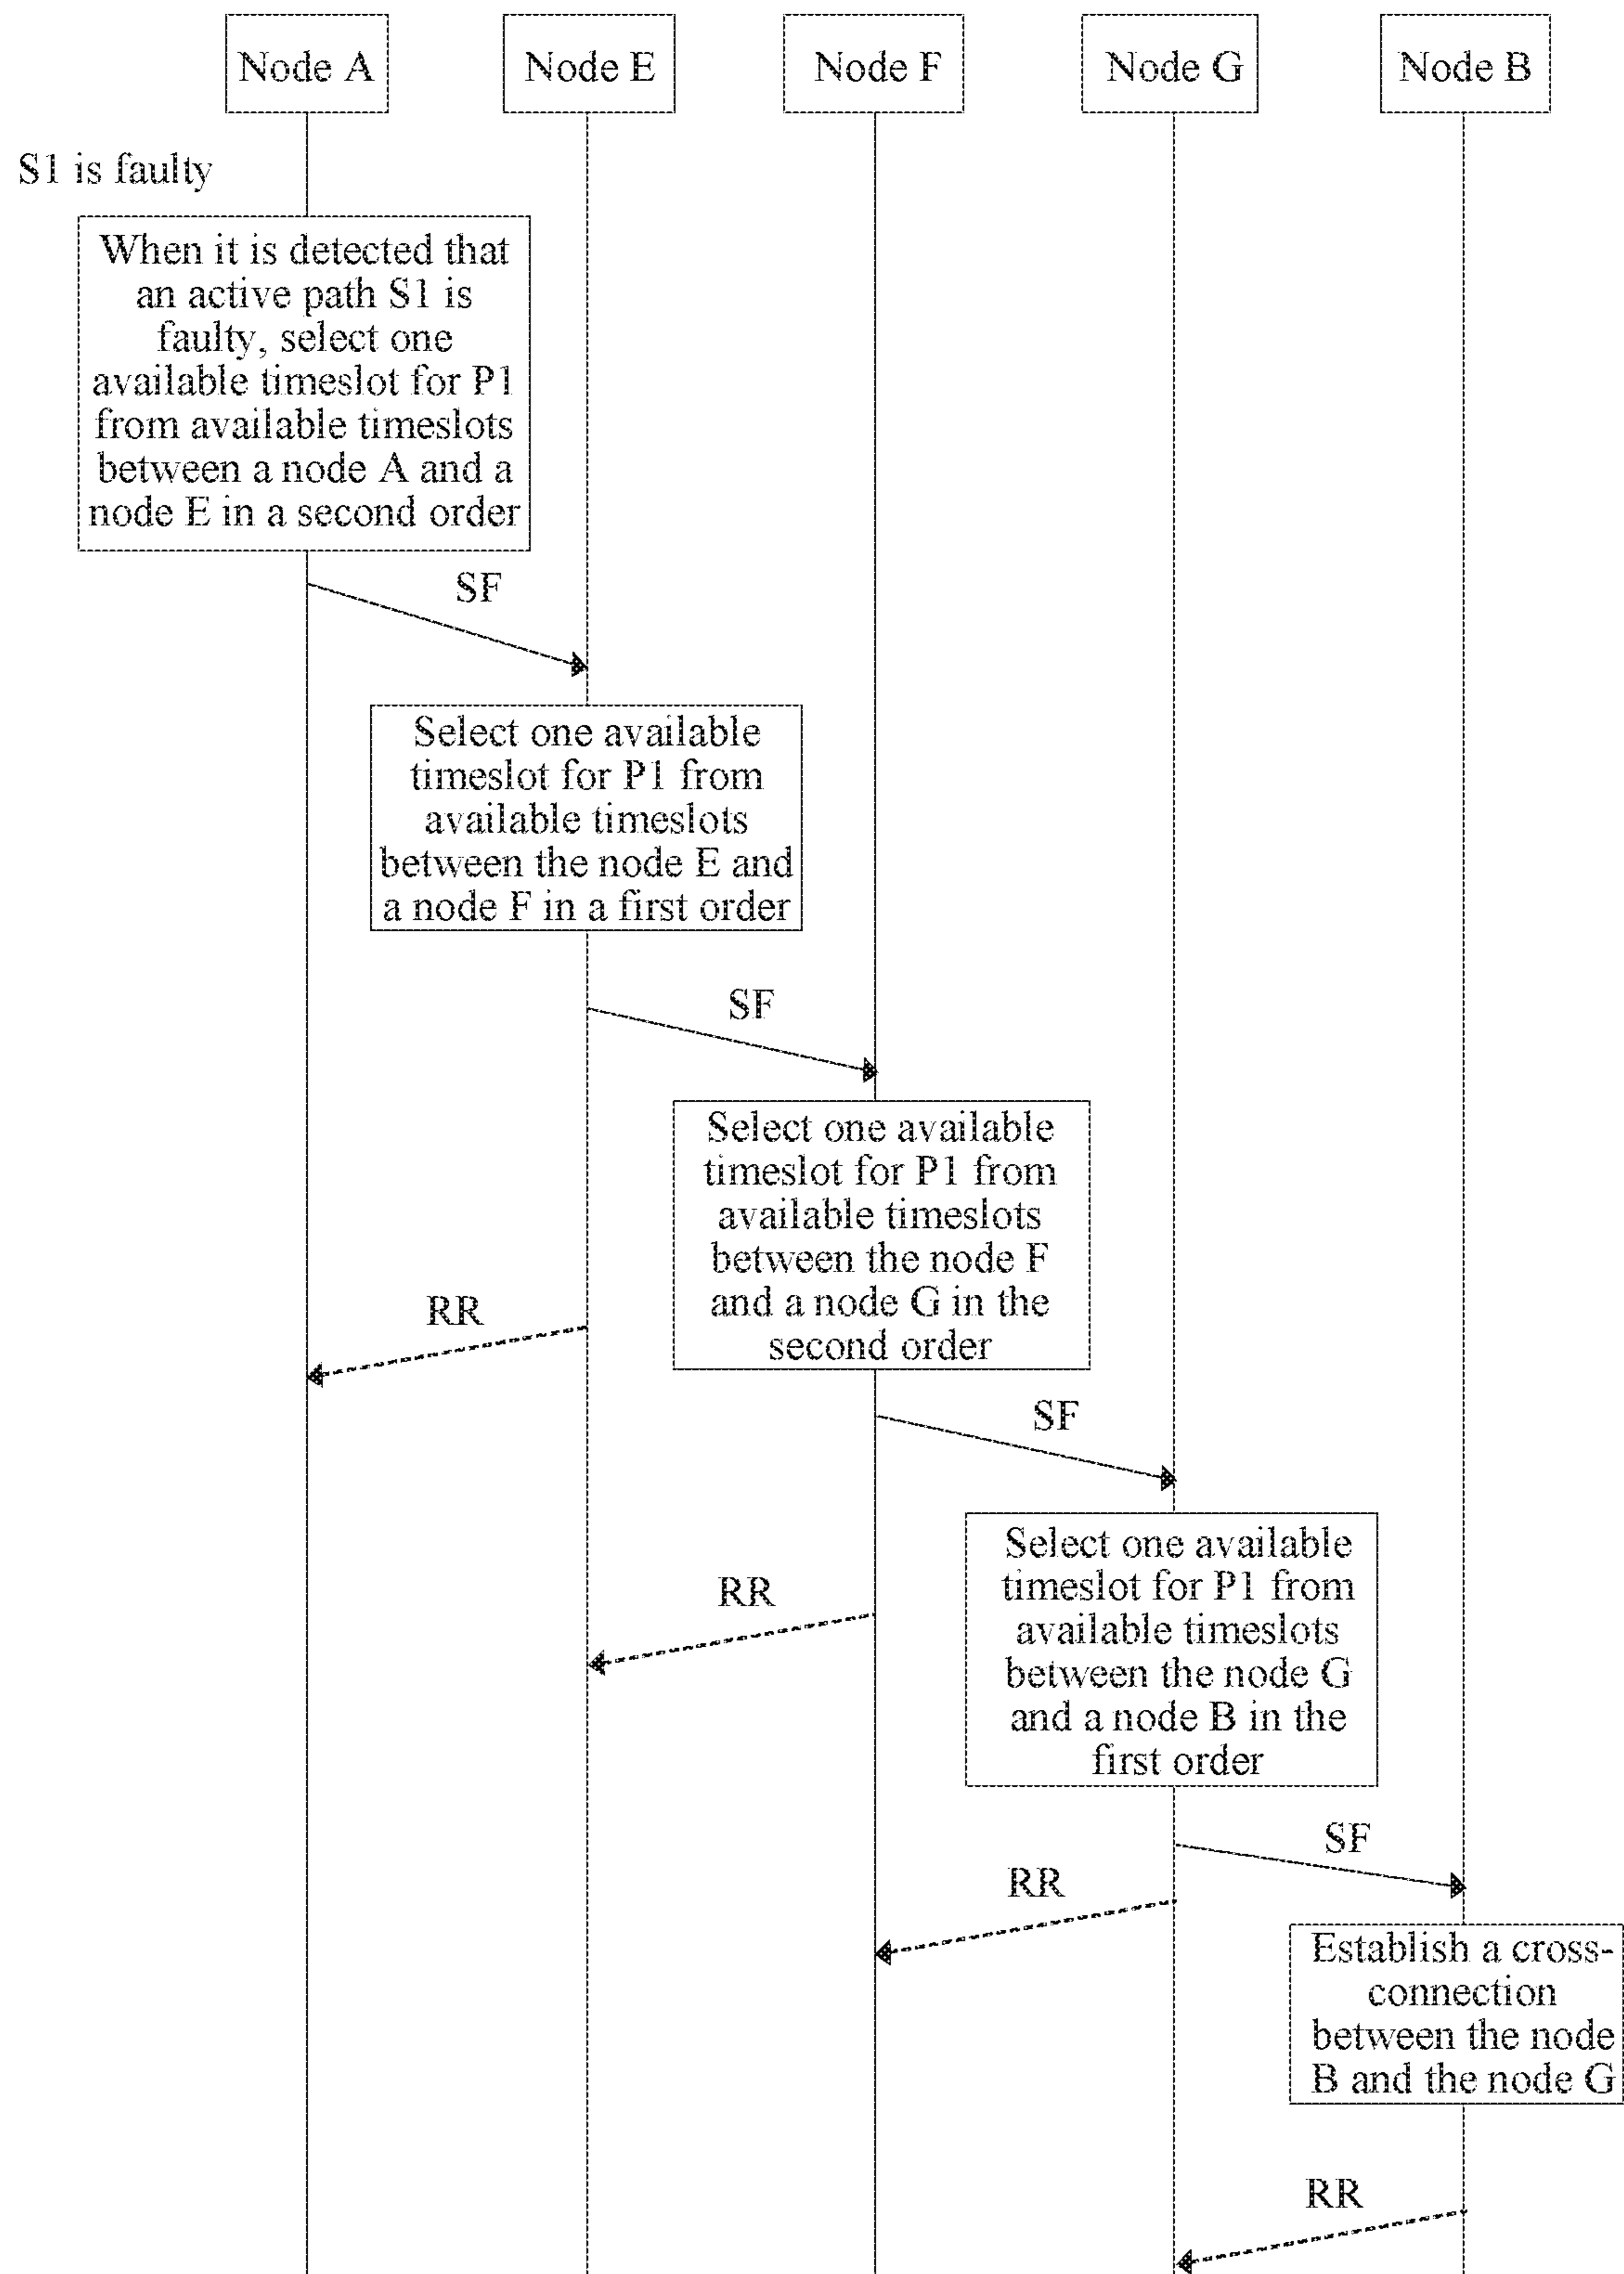 Node A
Node E
Node F
Node G
Node B
S1 is faulty
When it is detected that
an active path S1 is
faulty, select one
available timeslot for P1
from available timeslots
between a node A and a
node E in a second order
SF
Select one available
timeslot for P1 from
available timeslots
between the node E and
a node F in a first order
SF
Select one available
timeslot for P1 from
available timeslots
between the node F
and a node G in the
second order
RR
SF
Select one available
timeslot for P1 from
available timeslots
between the node G
and a node B in the
first order
RR
SF
RR
Establish a cross-
connection
between the node
B and the node G
RR